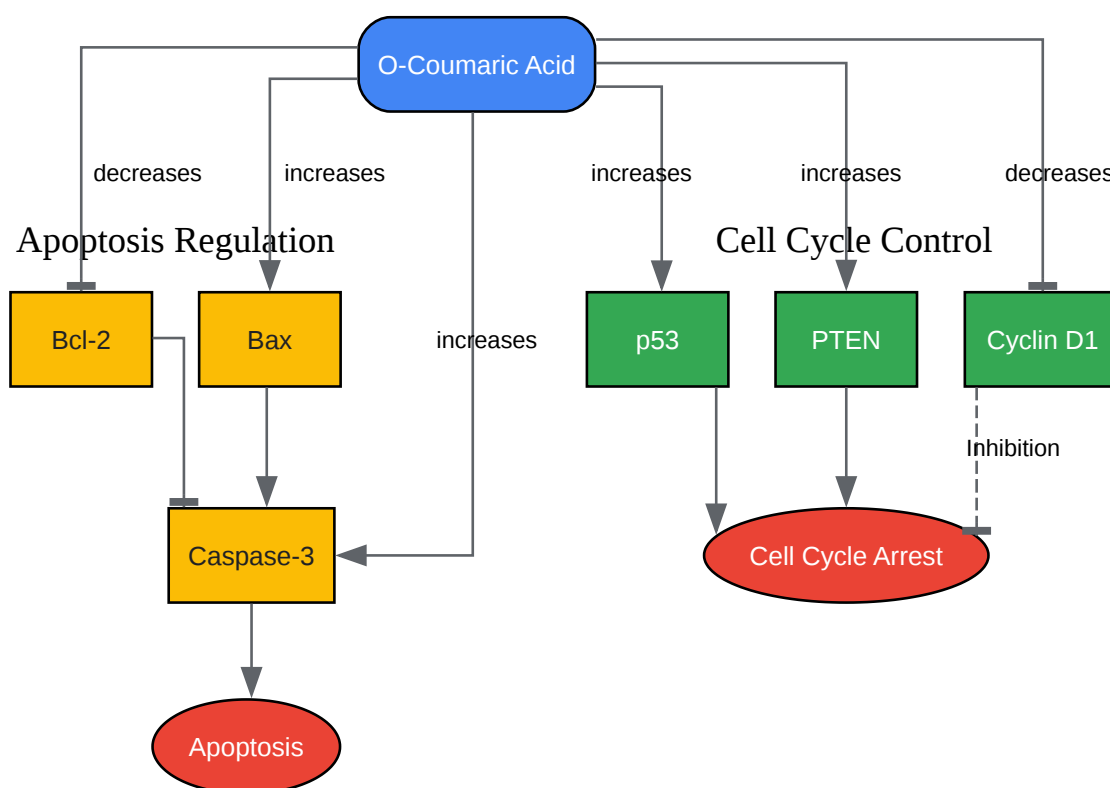 O-Coumaric Acid
decreases
increases
increases
increases
decreases
Apoptosis Regulation
Cell Cycle Control
Bcl-2
Bax
increases
p53
PTEN
Cyclin D1
Inhibition
Caspase-3
Cell Cycle Arrest
Apoptosis